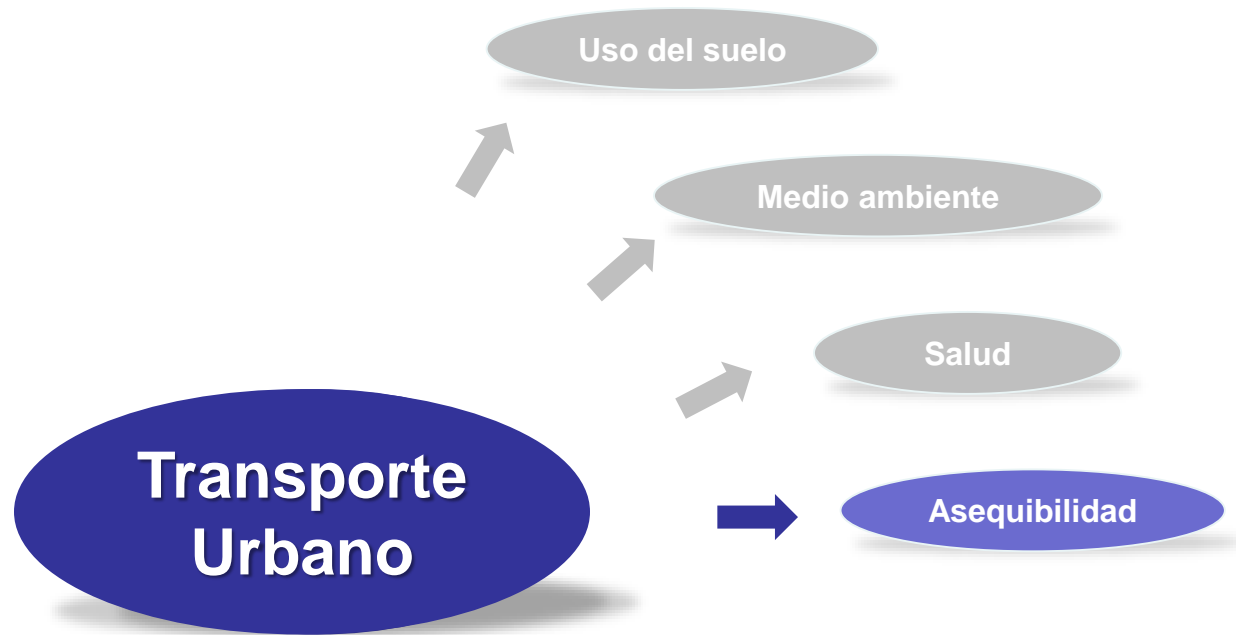 Uso del suelo
Medio ambiente
Salud
Transporte
Urbano
Asequibilidad